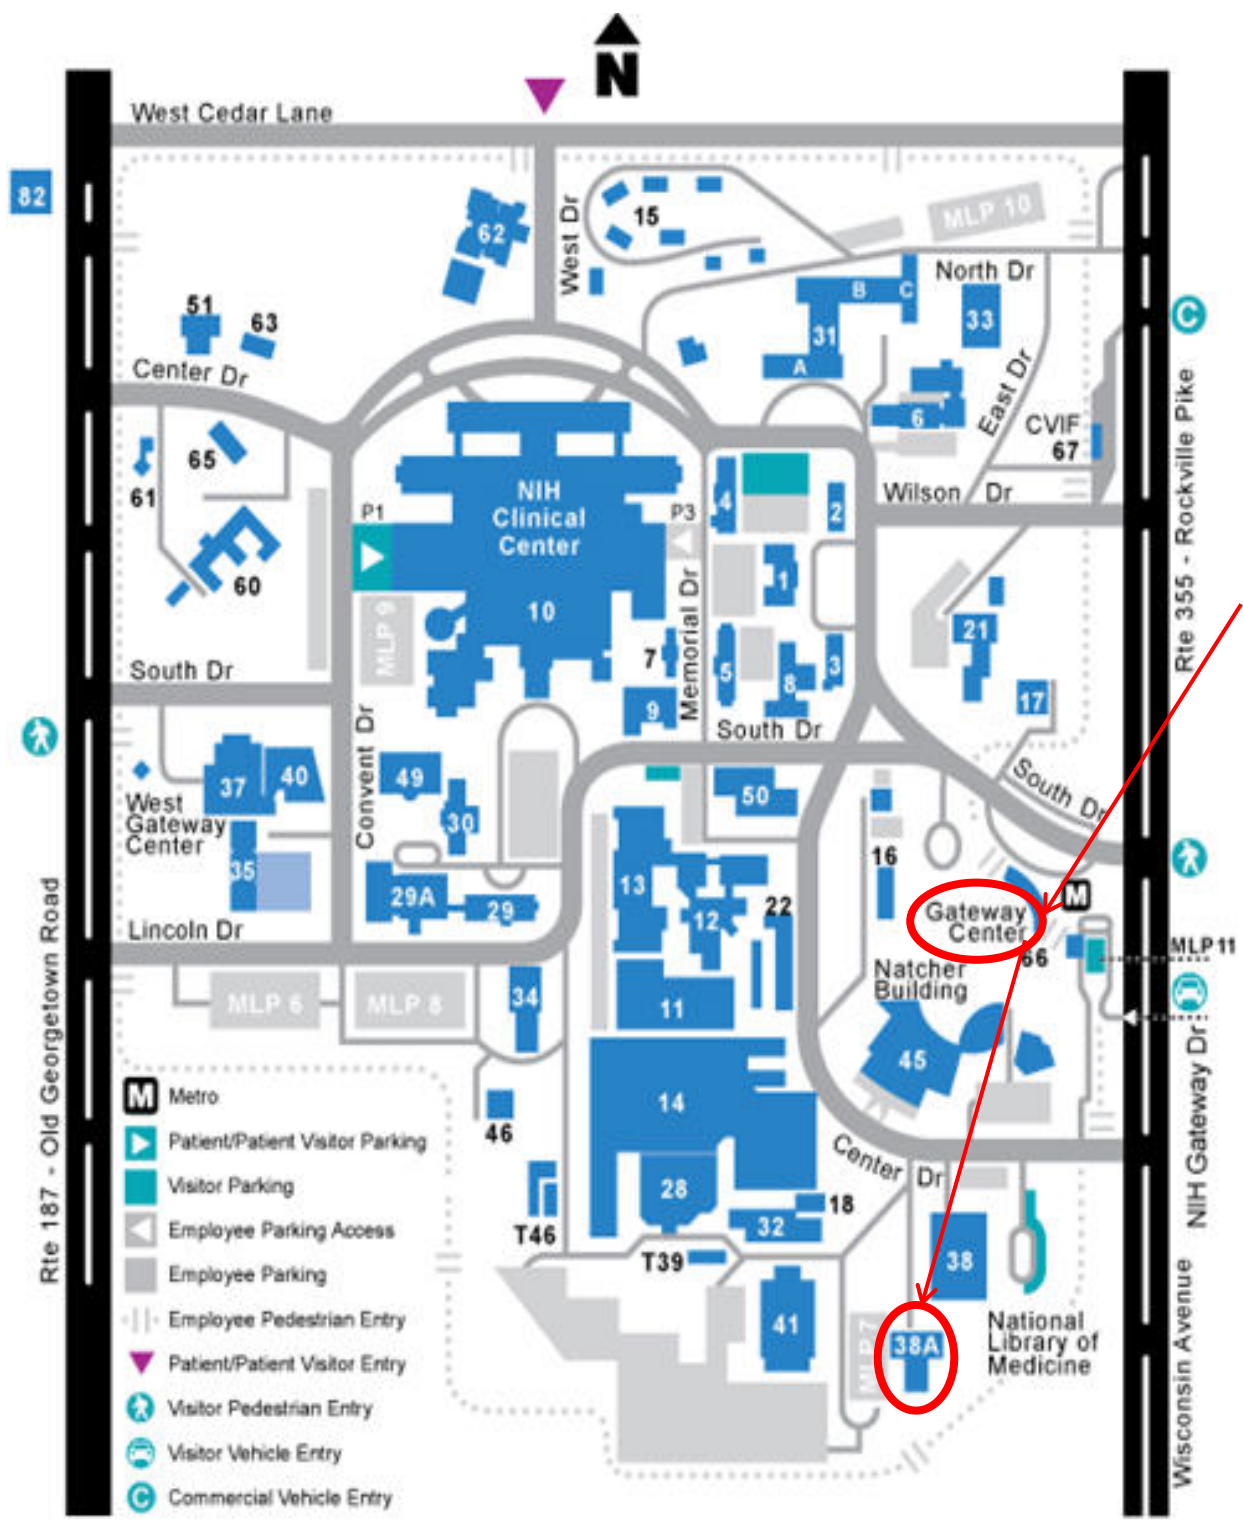 N
West Cedar Lane
82
West Dr
15
MLP 10
62
North Dr
B
C
51
63
31
33
C
Center Dr
A
East Dr
6
CVIF
67
65
61
NIH
Clinical
Center
Wilson Dr
4
2
P1
P3
60
10
1
MLP 9
Memorial Dr
21
7
5
8
3
South Dr
9
17
Rte 355 - Rockville Pike
South Dr
Convent Dr
37
40
49
50
South Dr
West
Gateway
Center
30
35
16
13
29A
29
12
22
M
Gateway
Center
66
Lincoln Dr
MLP 11
Natcher
Building
MLP 6
MLP 8
34
11
45
14
46
Center Dr
NIH Gateway Dr
28
18
T46
32
T39
38
41
MLP 7
38A
National
Library of
Medicine
Rte 187 - Old Georgetown Road
Wisconsin Avenue
M Metro
Patient/Patient Visitor Parking
Visitor Parking
Employee Parking Access
Employee Parking
Employee Pedestrian Entry
Patient/Patient Visitor Entry
Visitor Pedestrian Entry
Visitor Vehicle Entry
C Commercial Vehicle Entry